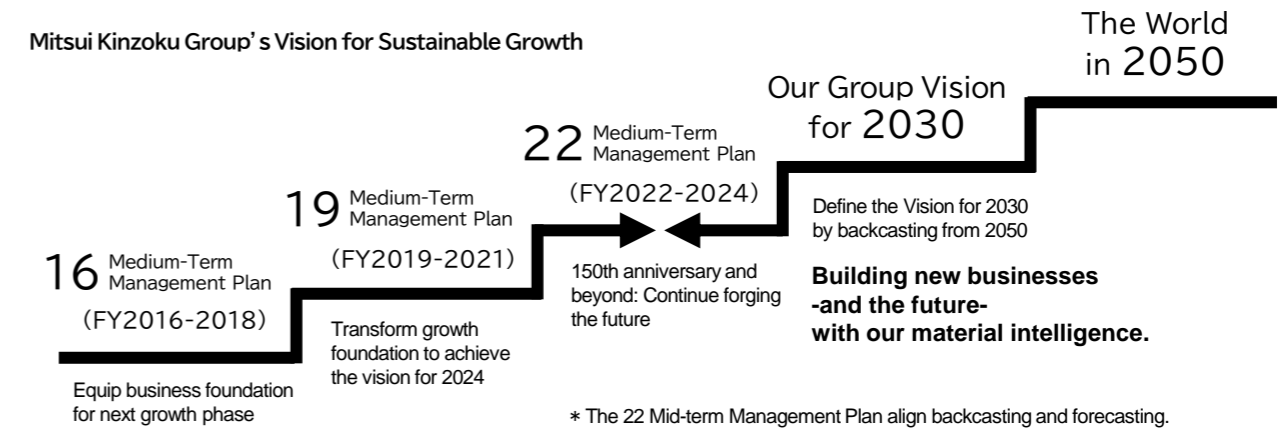 Mitsui Kinzoku Group's Vision for Sustainable Growth
The World
in 2050
Our Group Vision
for 2030
22 Medium-Term
Management Plan
(FY2022-2024)
19 Medium-Term
Management Plan
(FY2019-2021)
16 Medium-Term
Management Plan
(FY2016-2018)
Equip business foundation
for next growth phase
Transform growth
foundation to achieve
the vision for 2024
150th anniversary and
beyond: Continue forging
the future
Define the Vision for 2030
by backcasting from 2050
Building new businesses
-and the future-
with our material intelligence.
* The 22 Mid-term Management Plan align backcasting and forecasting.